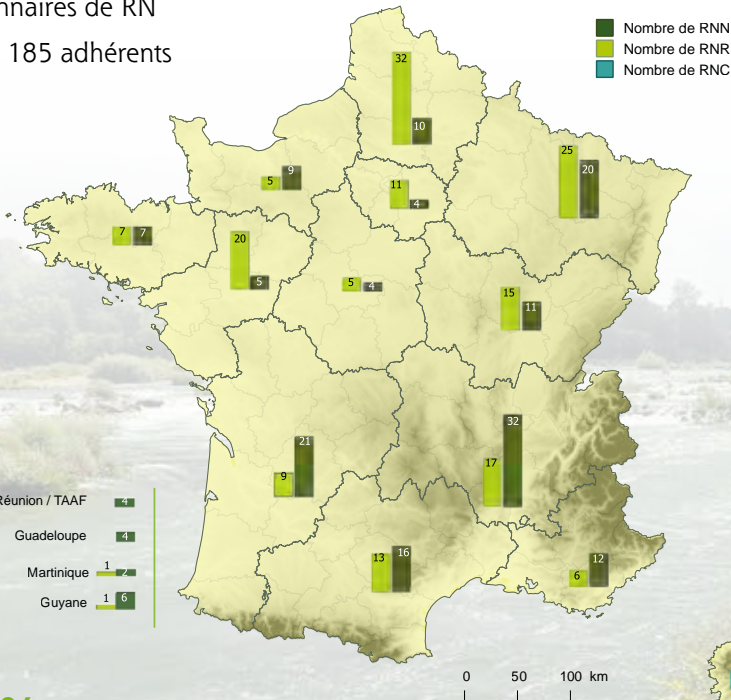 nnaires de RN
185 adhérents
Nombre de RNN
Nombre de RNR
Nombre de RNC
32
10
5 9
11 4
25 20
7 7
20 5
5 4
15 11
9 21
17 32
13 16
6 12
Réunion / TAAF 4
Guadeloupe 4
Martinique 1 2
Guyane 1 6
0 50 100 km